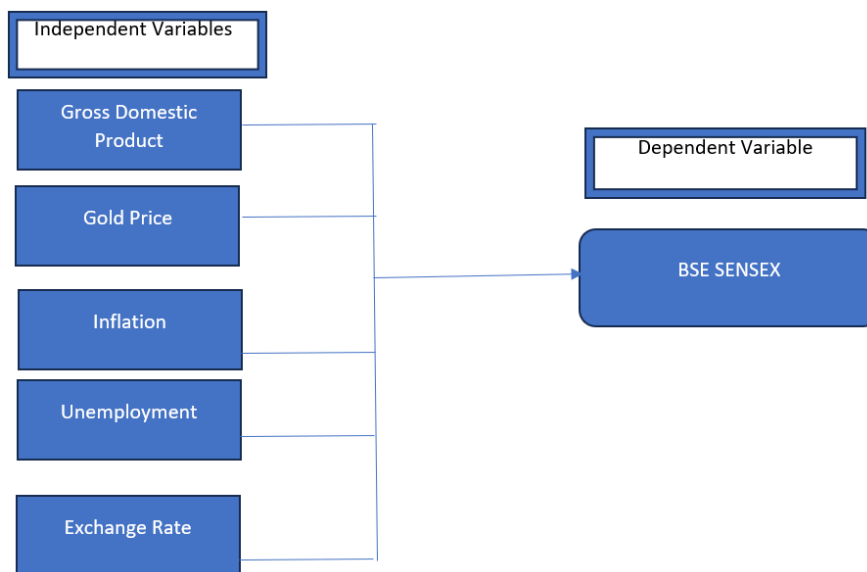 Independent Variables
Gross Domestic
Product
Gold Price
Inflation
Unemployment
Exchange Rate
Dependent Variable
BSE SENSEX